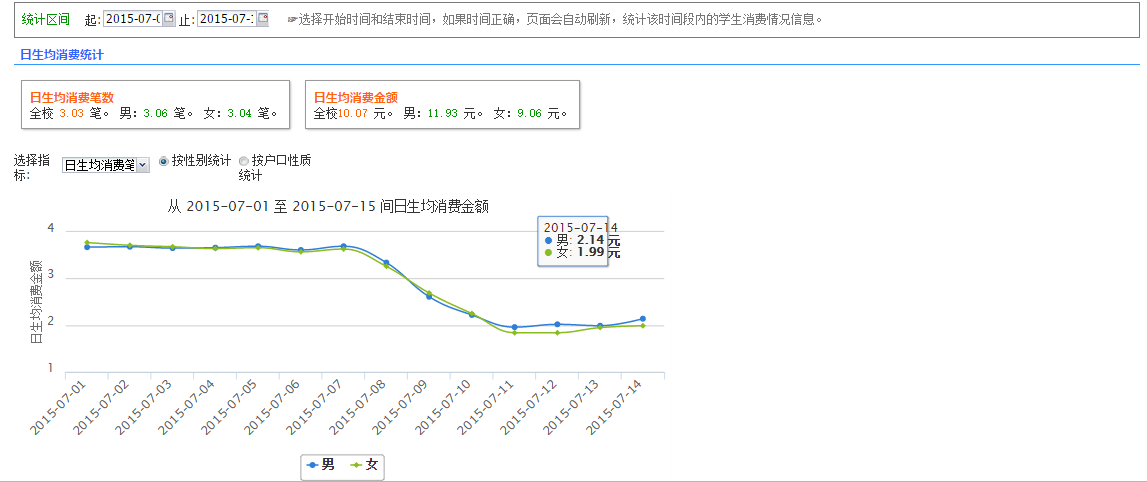 统计区间 起: 2015-07-0 止: 2015-07-1 ☞选择开始时间和结束时间，如果时间正确，页面会自动刷新，统计该时间段内的学生消费情况信息。
日生均消费统计
日生均消费笔数
全校 3.03 笔。 男：3.06 笔。 女：3.04 笔。
日生均消费金额
全校10.07 元。 男：11.93 元。 女：9.06 元。
选择指标：
日生均消费笔
按性别统计
按户口性质统计
从 2015-07-01 至 2015-07-15 间日生均消费金额
2015-07-14
男: 2.14 元
女: 1.99 元
日生均消费金额
4
3
2
1
2015-07-01
2015-07-02
2015-07-03
2015-07-04
2015-07-05
2015-07-06
2015-07-07
2015-07-08
2015-07-09
2015-07-10
2015-07-11
2015-07-12
2015-07-13
2015-07-14
男 女